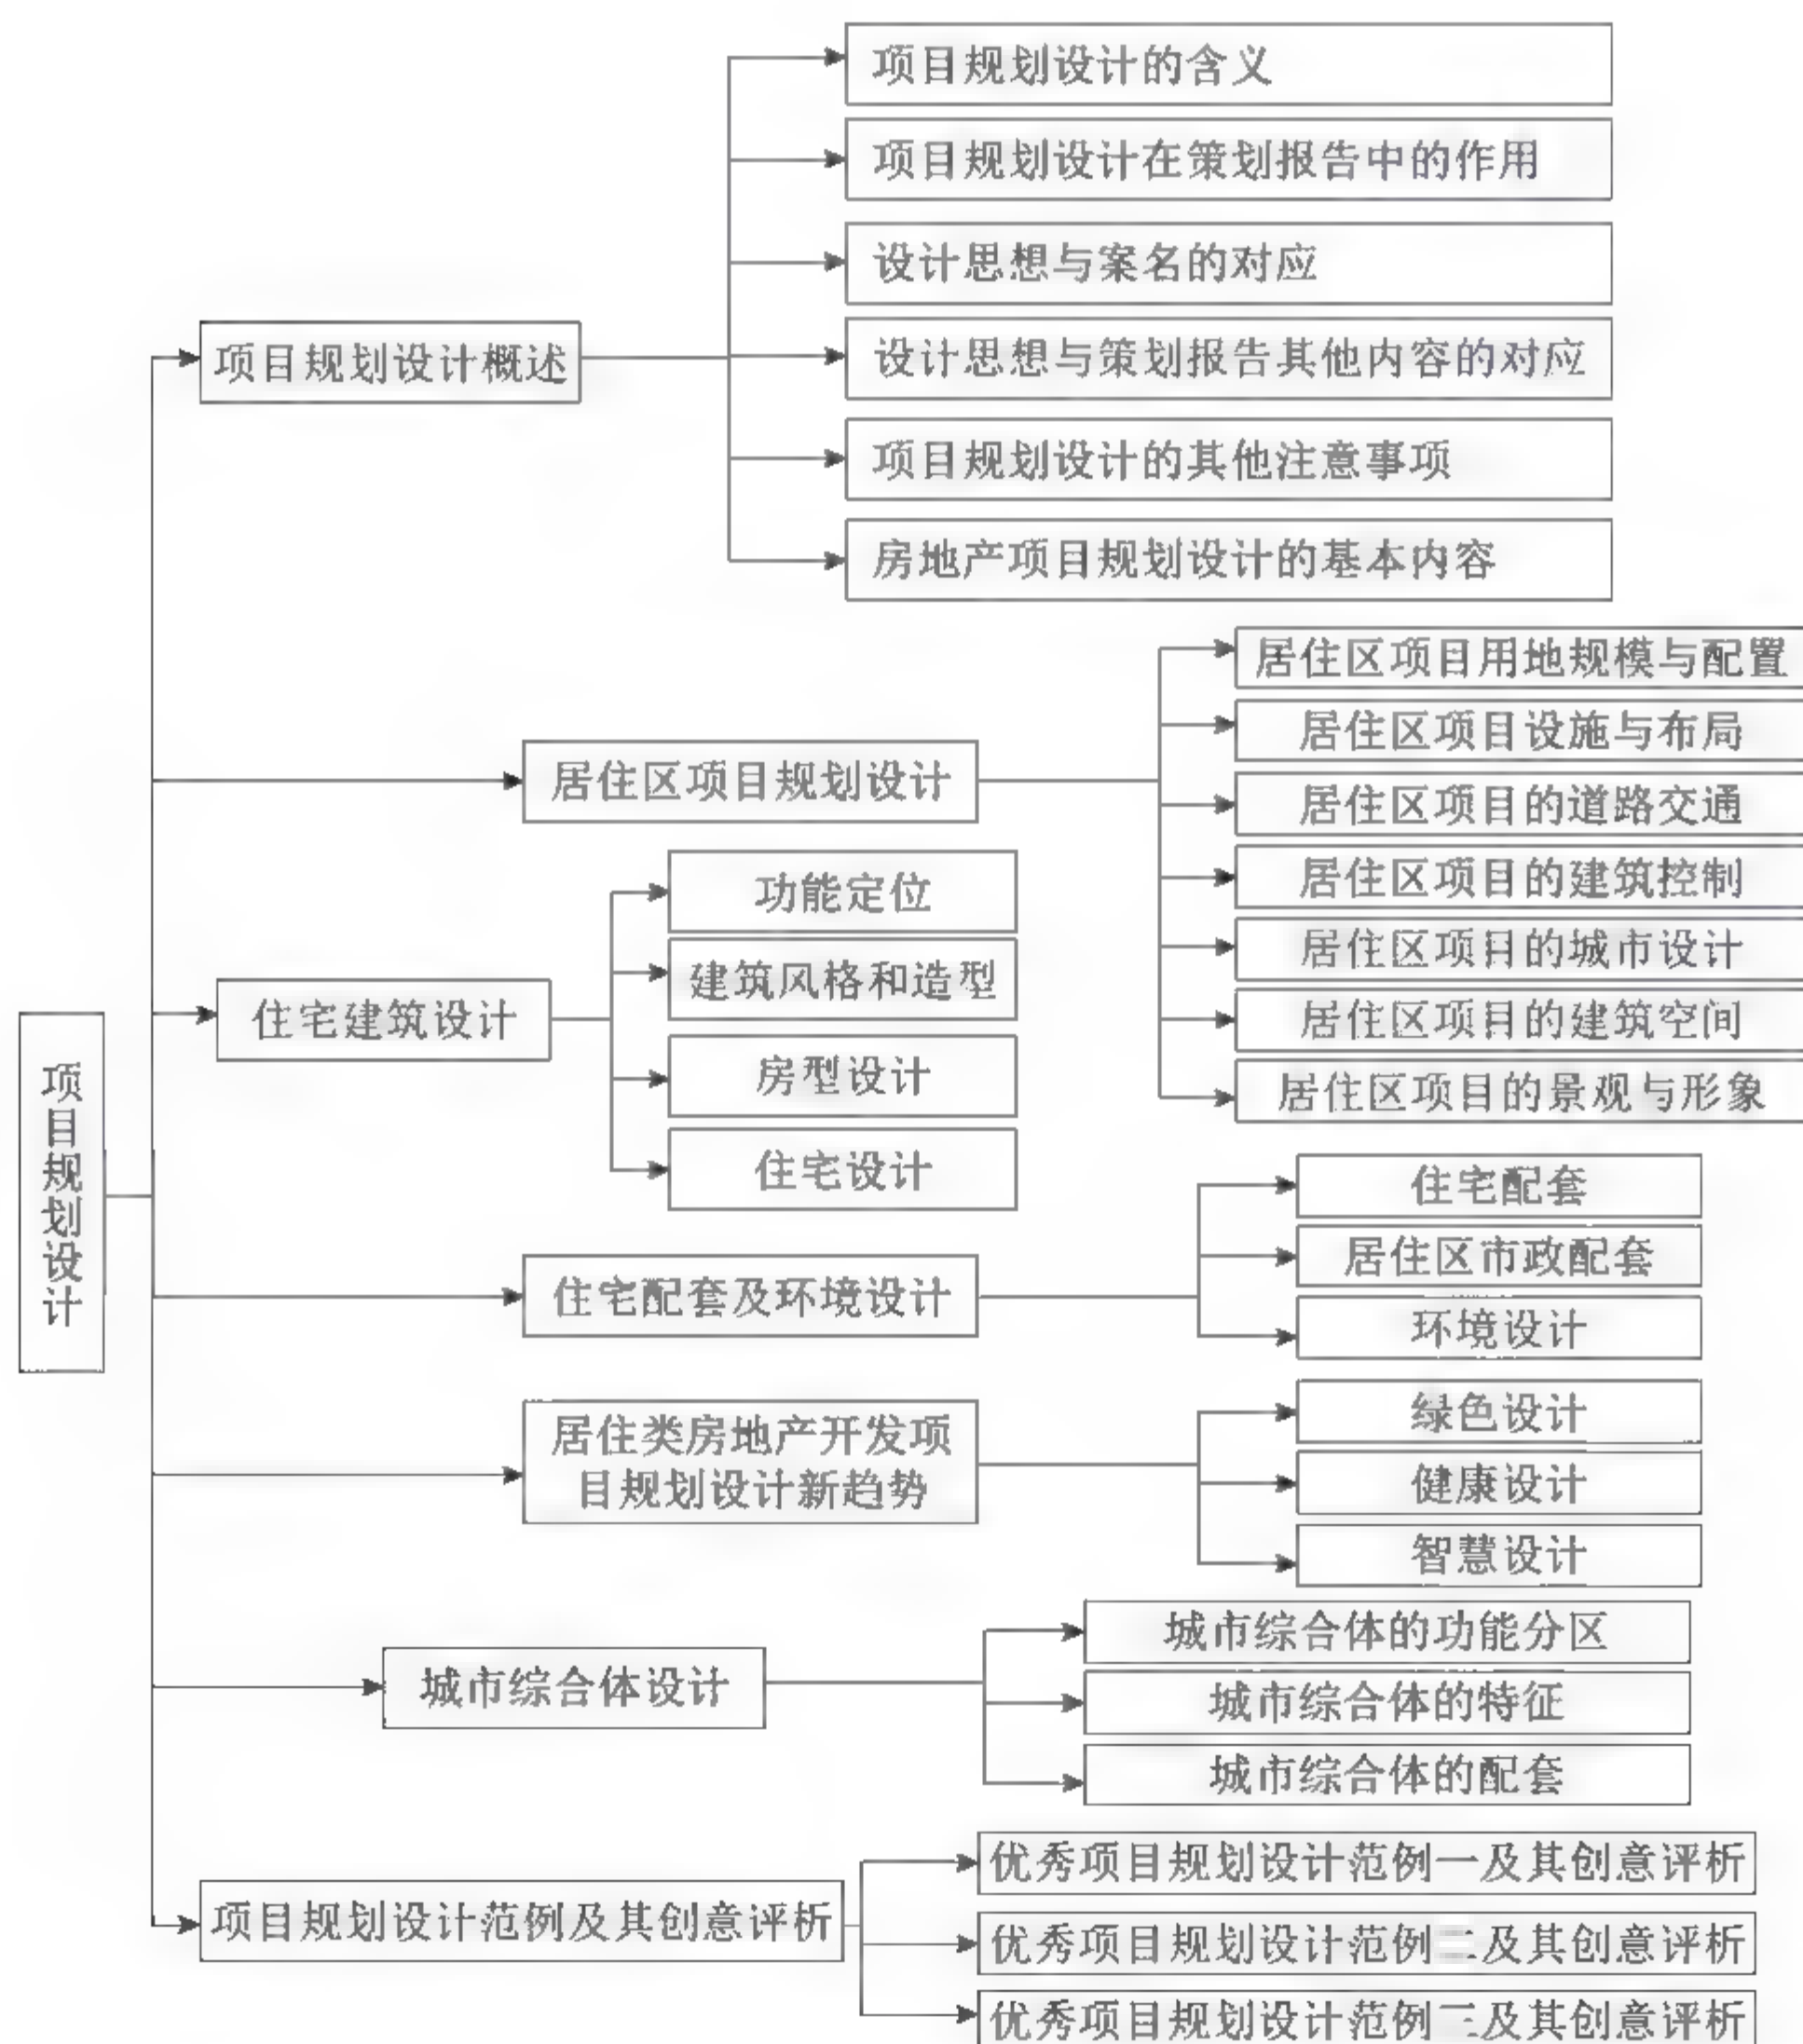 项目规划设计
项目规划设计概述
项目规划设计的含义
项目规划设计在策划报告中的作用
设计思想与案名的对应
设计思想与策划报告其他内容的对应
项目规划设计的其他注意事项
房地产项目规划设计的基本内容
居住区项目规划设计
居住区项目用地规模与配置
居住区项目设施与布局
居住区项目的道路交通
居住区项目的建筑控制
居住区项目的城市设计
居住区项目的建筑空间
居住区项目的景观与形象
住宅建筑设计
功能定位
建筑风格和造型
房型设计
住宅设计
住宅配套及环境设计
住宅配套
居住区市政配套
环境设计
居住类房地产开发项
目规划设计新趋势
绿色设计
健康设计
智慧设计
城市综合体设计
城市综合体的功能分区
城市综合体的特征
城市综合体的配套
项目规划设计范例及其创意评析
优秀项目规划设计范例一及其创意评析
优秀项目规划设计范例二及其创意评析
优秀项目规划设计范例三及其创意评析